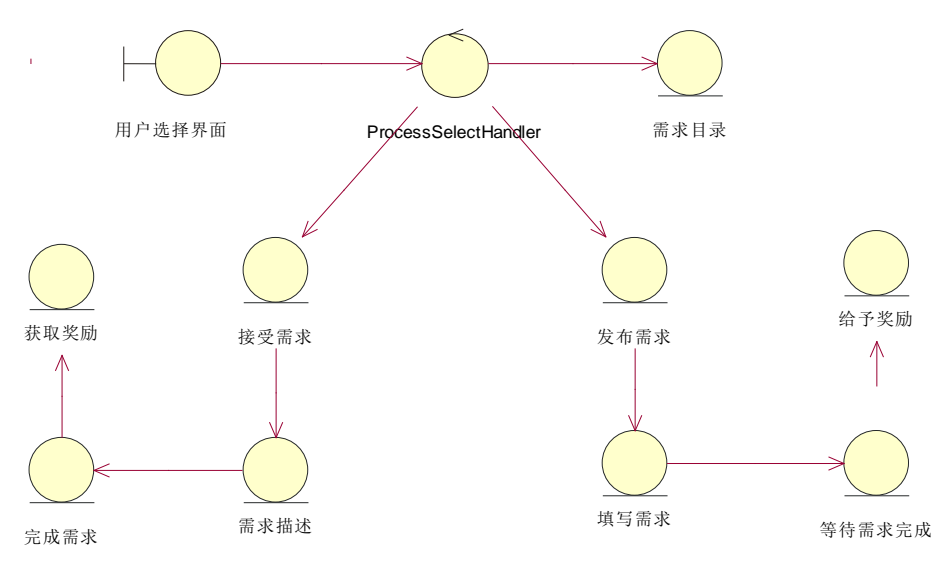 用户选择界面
ProcessSelectHandler
需求目录
获取奖励
接受需求
发布需求
给予奖励
完成需求
需求描述
填写需求
等待需求完成